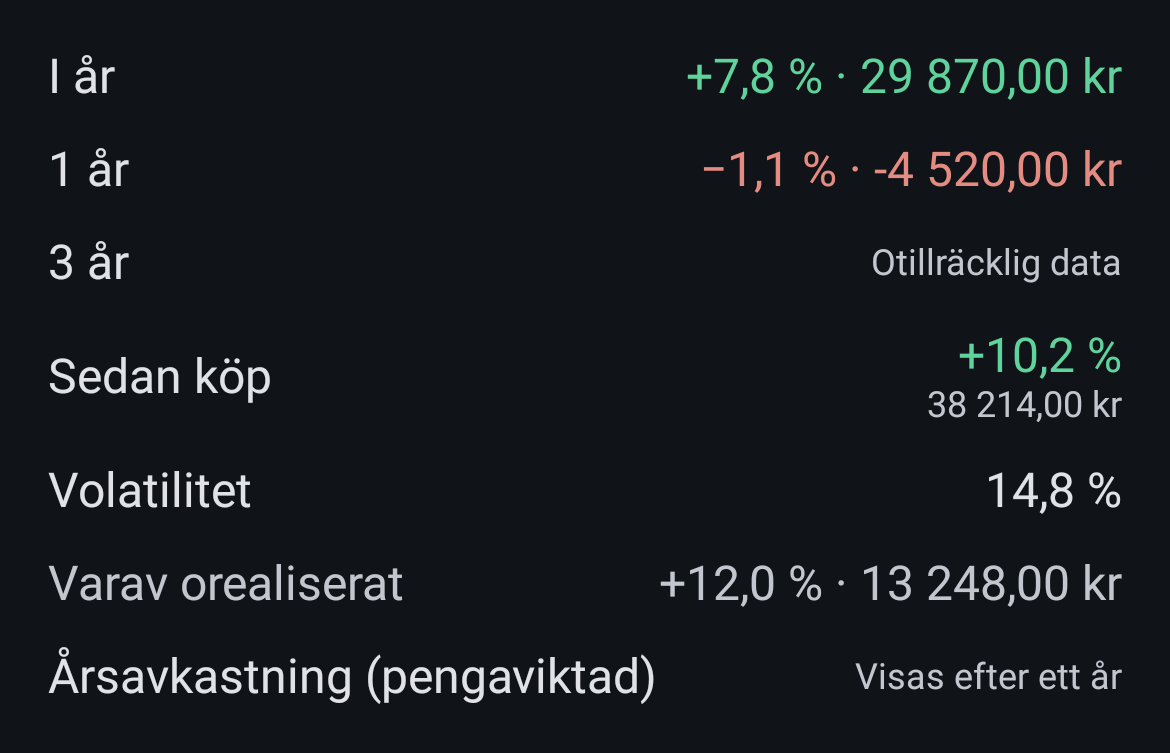 I år +7,8 % · 29 870,00 kr
1 år −1,1 % · -4 520,00 kr
3 år Otillräcklig data
Sedan köp +10,2 %
38 214,00 kr
Volatilitet 14,8 %
Varav orealiserat +12,0 % · 13 248,00 kr
Årsavkastning (pengaviktad) Visas efter ett år